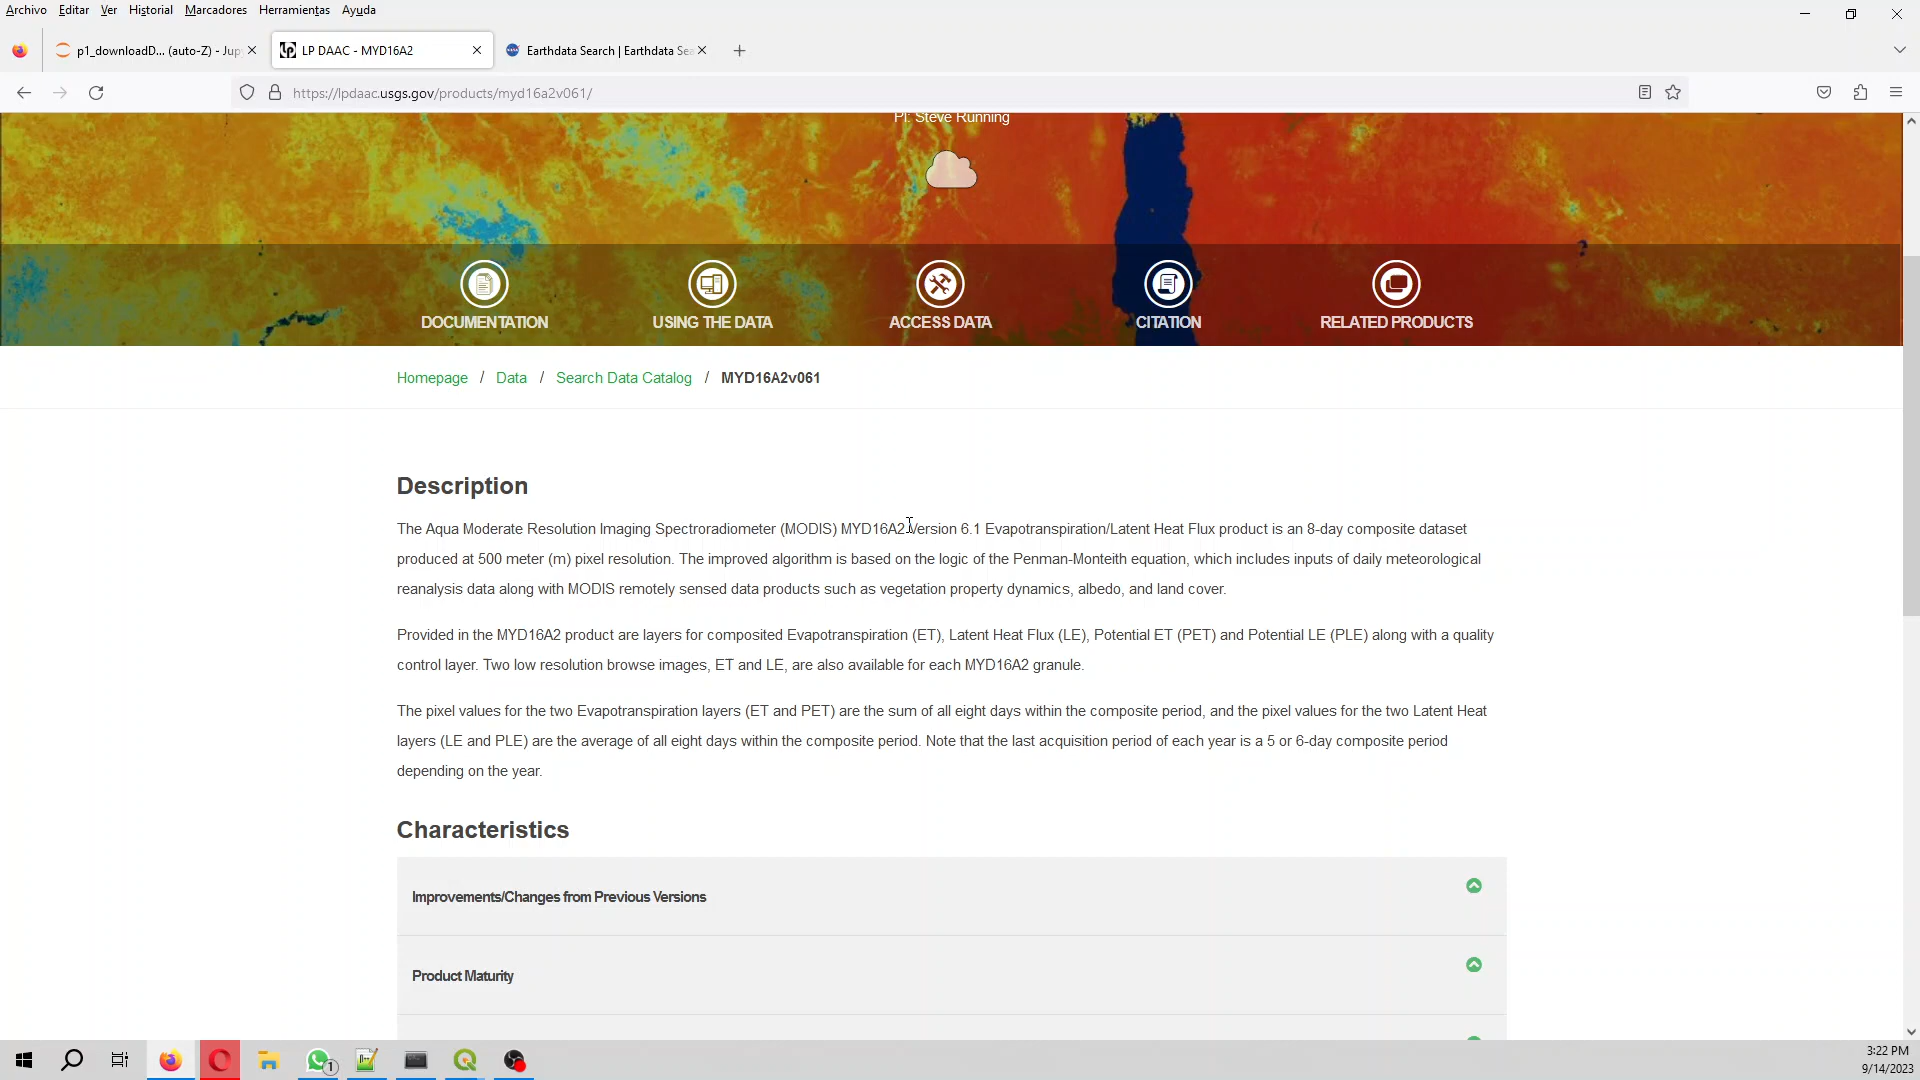 Archivo Editar Ver Historial Marcadores Herramientas Ayuda
p1_downloadD... (auto-Z) - Jup
LP DAAC - MYD16A2
Earthdata Search | Earthdata Sea
https://lpdaac.usgs.gov/products/myd16a2v061/
PI: Steve Running
DOCUMENTATION
USING THE DATA
ACCESS DATA
CITATION
RELATED PRODUCTS
Homepage / Data / Search Data Catalog / MYD16A2v061
Description
The Aqua Moderate Resolution Imaging Spectroradiometer (MODIS) MYD16A2 Version 6.1 Evapotranspiration/Latent Heat Flux product is an 8-day composite dataset
produced at 500 meter (m) pixel resolution. The improved algorithm is based on the logic of the Penman-Monteith equation, which includes inputs of daily meteorological
reanalysis data along with MODIS remotely sensed data products such as vegetation property dynamics, albedo, and land cover.
Provided in the MYD16A2 product are layers for composited Evapotranspiration (ET), Latent Heat Flux (LE), Potential ET (PET) and Potential LE (PLE) along with a quality
control layer. Two low resolution browse images, ET and LE, are also available for each MYD16A2 granule.
The pixel values for the two Evapotranspiration layers (ET and PET) are the sum of all eight days within the composite period, and the pixel values for the two Latent Heat
layers (LE and PLE) are the average of all eight days within the composite period. Note that the last acquisition period of each year is a 5 or 6-day composite period
depending on the year.
Characteristics
Improvements/Changes from Previous Versions
Product Maturity
1
3:22 PM
9/14/2023